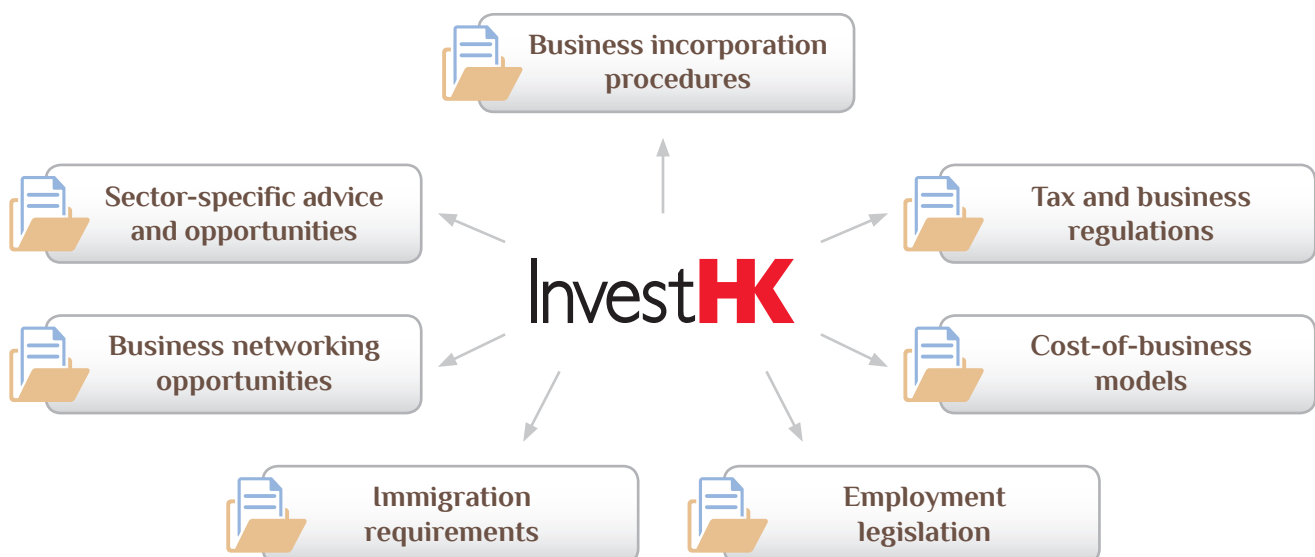 Business incorporation
procedures
Sector-specific advice
and opportunities
Tax and business
regulations
InvestHK
Business networking
opportunities
Cost-of-business
models
Immigration
requirements
Employment
legislation